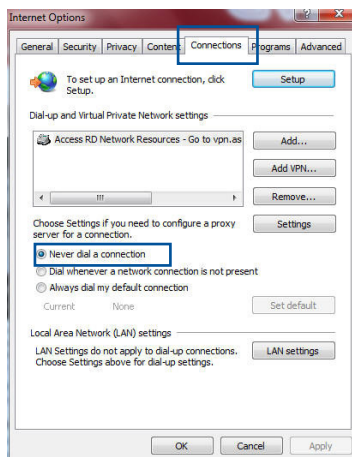 Internet Options
General Security Privacy Content Connections Programs Advanced
To set up an Internet connection, click
Setup.
Setup
Dial-up and Virtual Private Network settings
Access RD Network Resources - Go to vpn.as
Add...
Add VPN...
Remove...
Choose Settings if you need to configure a proxy
server for a connection.
Settings
Never dial a connection
Dial whenever a network connection is not present
Always dial my default connection
Current None
Set default
Local Area Network (LAN) settings
LAN Settings do not apply to dial-up connections.
Choose Settings above for dial-up settings.
LAN settings
OK Cancel Apply